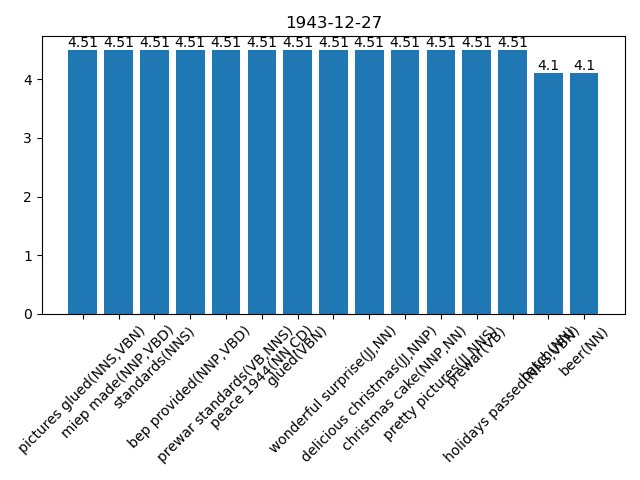 1943-12-27
4.51 4.51 4.51 4.51 4.51 4.51 4.51 4.51 4.51 4.51 4.51 4.51 4.51 4.1 4.1
4
3
2
1
0
pictures glued(NNS,VBN)
miep made(NNP,VBD)
standards(NNS)
bep provided(NNP,VBD)
prewar standards(VB,NNS)
peace 1944(NN,CD)
glued(VBN)
wonderful surprise(JJ,NN)
delicious christmas(JJ,NNP)
christmas cake(NNP,NN)
pretty pictures(JJ,NNS)
prewar(VB)
holidays passed(NNS,VBN)
batch(NN)
beer(NN)